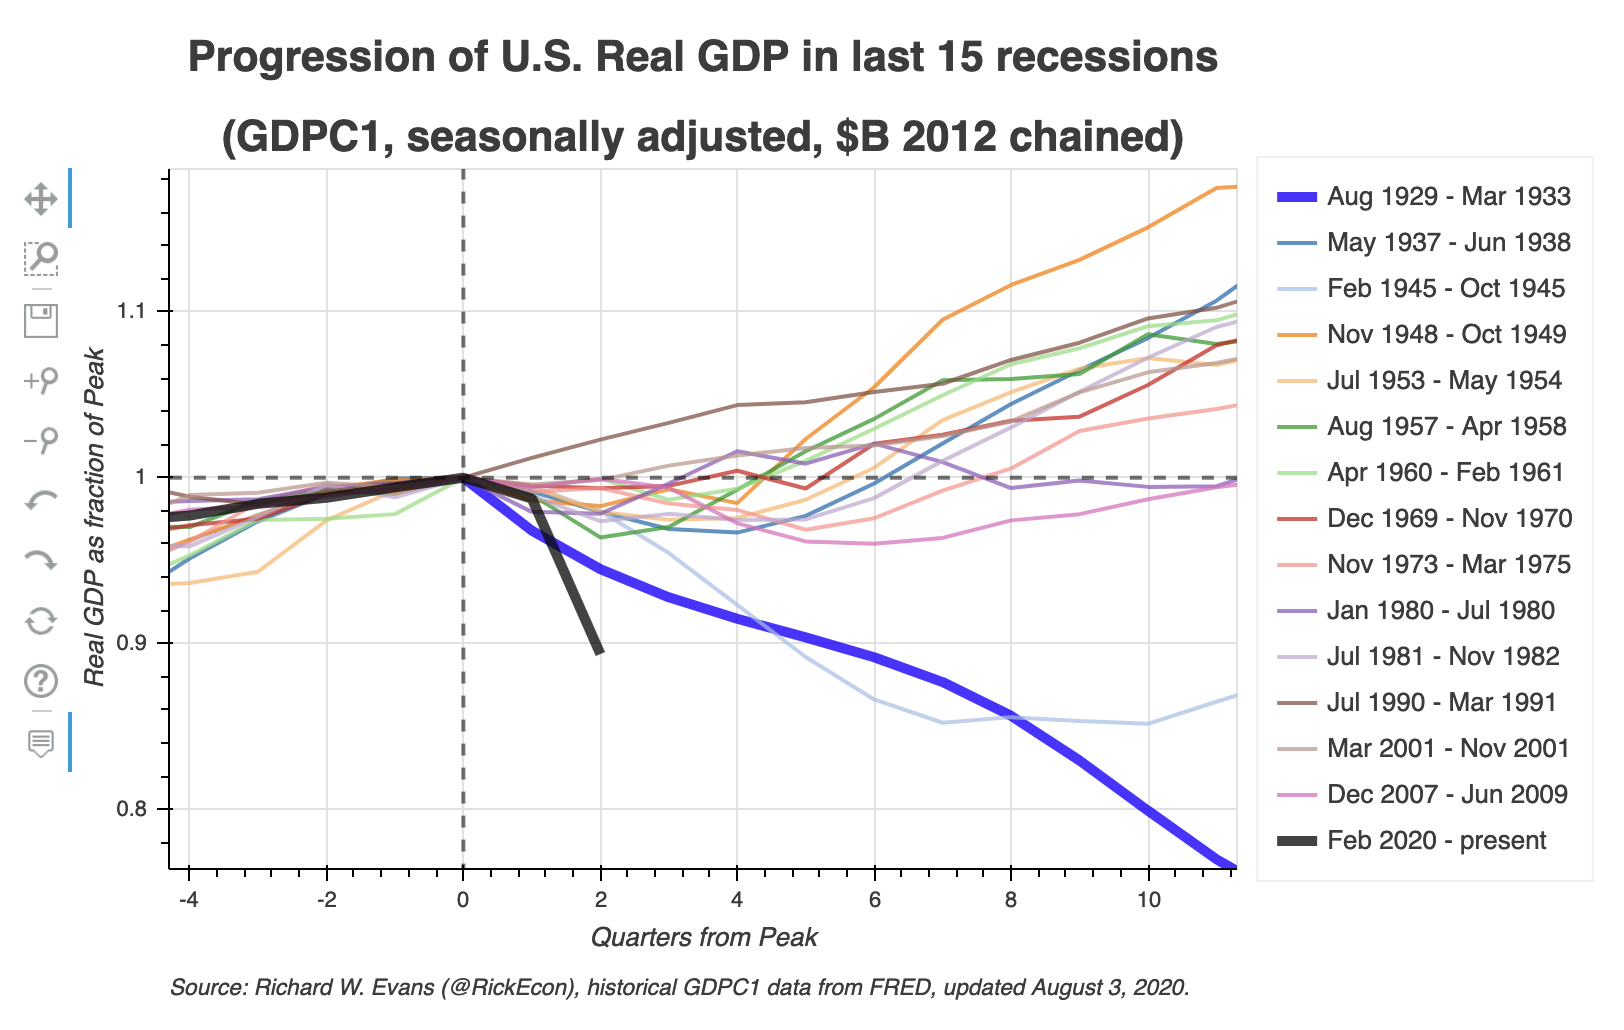 Progression of U.S. Real GDP in last 15 recessions
(GDPC1, seasonally adjusted, $B 2012 chained)
Real GDP as fraction of Peak
1.1
1
0.9
0.8
-4
-2
0
2
4
6
8
10
Quarters from Peak
Aug 1929 - Mar 1933
May 1937 - Jun 1938
Feb 1945 - Oct 1945
Nov 1948 - Oct 1949
Jul 1953 - May 1954
Aug 1957 - Apr 1958
Apr 1960 - Feb 1961
Dec 1969 - Nov 1970
Nov 1973 - Mar 1975
Jan 1980 - Jul 1980
Jul 1981 - Nov 1982
Jul 1990 - Mar 1991
Mar 2001 - Nov 2001
Dec 2007 - Jun 2009
Feb 2020 - present
Source: Richard W. Evans (@RickEcon), historical GDPC1 data from FRED, updated August 3, 2020.